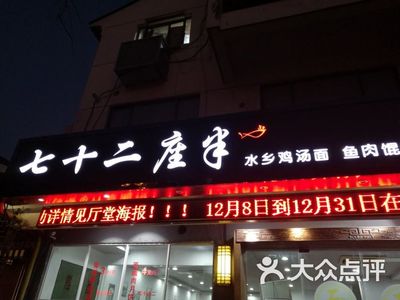 七十二座半
水乡鸡汤面 鱼肉馄
详情见厅堂海报！！！ 12月8日到12月31日在
大众点评